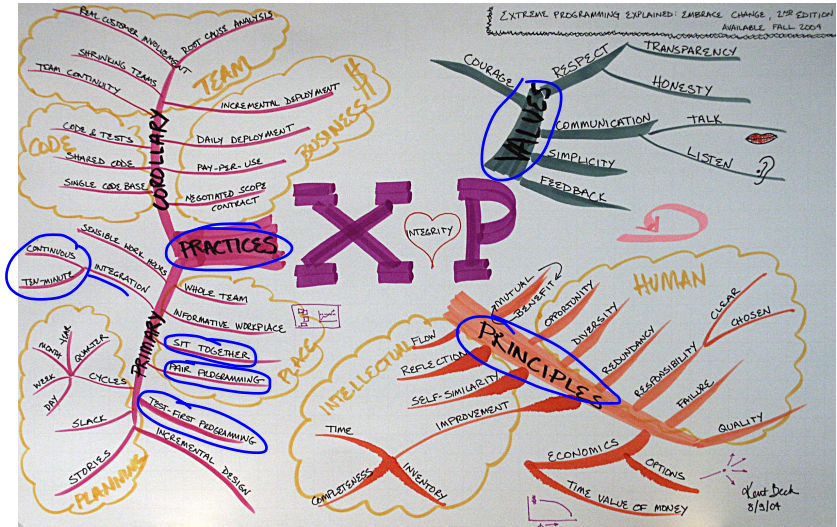 EXTREME PROGRAMMING EXPLAINED: EMBRACE CHANGE, 2ND EDITION
AVAILABLE FALL 2004
REAL CUSTOMER INVOLVEMENT
ROOT CAUSE ANALYSIS
SHRINKING TEAMS
TEAM CONTINUITY
TEAM
INCREMENTAL DEPLOYMENT
DAILY DEPLOYMENT
PAY-PER-USE
NEGOTIATED SCOPE
CONTRACT
BUSINESS
CODE & TESTS
SHARED CODE
SINGLE CODE BASE
CODE
COROLLARY
PRACTICES
XP
INTEGRITY
COURAGE
VALUES
RESPECT
TRANSPARENCY
HONESTY
COMMUNICATION
TALK
LISTEN
SIMPLICITY
FEEDBACK
SENSIBLE WORK HOURS
CONTINUOUS
TEN-MINUTE
INTEGRATION
PRIMARY
WHOLE TEAM
INFORMATIVE WORKPLACE
SIT TOGETHER
PAIR PROGRAMMING
PLACE
TEST-FIRST PROGRAMMING
INCREMENTAL DESIGN
YEAR
QUARTER
MONTH
WEEK
DAY
CYCLES
SLACK
STORIES
PLANNING
PRINCIPLES
MUTUAL
BENEFIT
OPPORTUNITY
DIVERSITY
REDUNDANCY
RESPONSIBILITY
CLEAR
CHOSEN
FAILURE
QUALITY
HUMAN
FLOW
REFLECTION
SELF-SIMILARITY
IMPROVEMENT
TIME
COMPLETENESS
INVENTORY
INTELLECTUAL
ECONOMICS
OPTIONS
TIME VALUE OF MONEY
Kent Beck
8/9/04